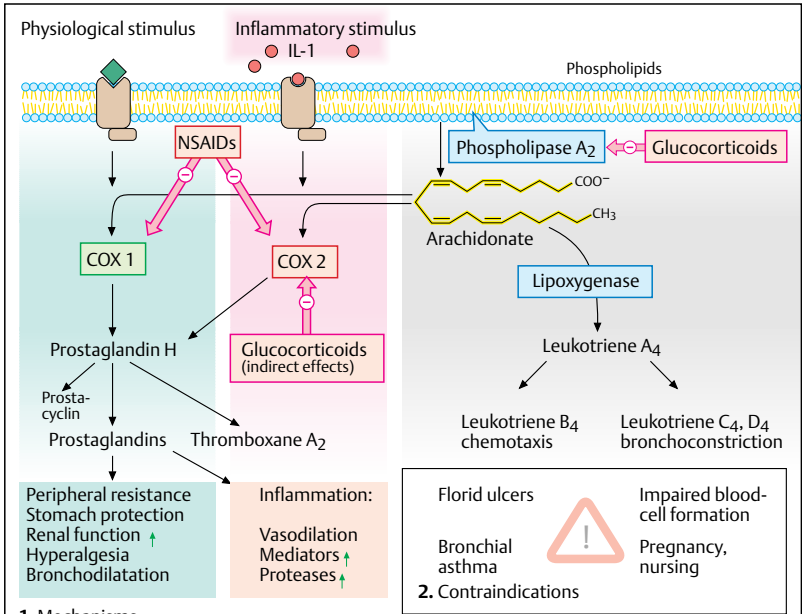 Physiological stimulus
Inflammatory stimulus
IL-1
Phospholipids
NSAIDs
Phospholipase A2
Glucocorticoids
COO−
CH3
Arachidonate
COX 1
COX 2
Lipoxygenase
Prostaglandin H
Glucocorticoids
(indirect effects)
Leukotriene A4
Prosta-
cyclin
Prostaglandins
Thromboxane A2
Leukotriene B4
chemotaxis
Leukotriene C4, D4
bronchoconstriction
Peripheral resistance
Stomach protection
Renal function
Hyperalgesia
Bronchodilatation
Inflammation:
Vasodilation
Mediators
Proteases
Florid ulcers
Impaired blood-
cell formation
Bronchial
asthma
!
Pregnancy,
nursing
2. Contraindications
1. Mechanisms